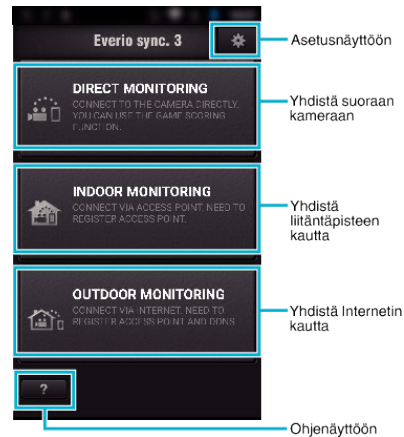 Everio sync. 3
Asetusnäyttöön
DIRECT MONITORING
CONNECT TO THE CAMERA DIRECTLY.
YOU CAN USE THE GAME SCORING
FUNCTION.
Yhdistä suoraan
kameraan
INDOOR MONITORING
CONNECT VIA ACCESS POINT. NEED TO
REGISTER ACCESS POINT.
Yhdistä
liitäntäpisteen
kautta
OUTDOOR MONITORING
CONNECT VIA INTERNET. NEED TO
REGISTER ACCESS POINT AND DDNS
Yhdistä Internetin
kautta
?
Ohjenäyttöön